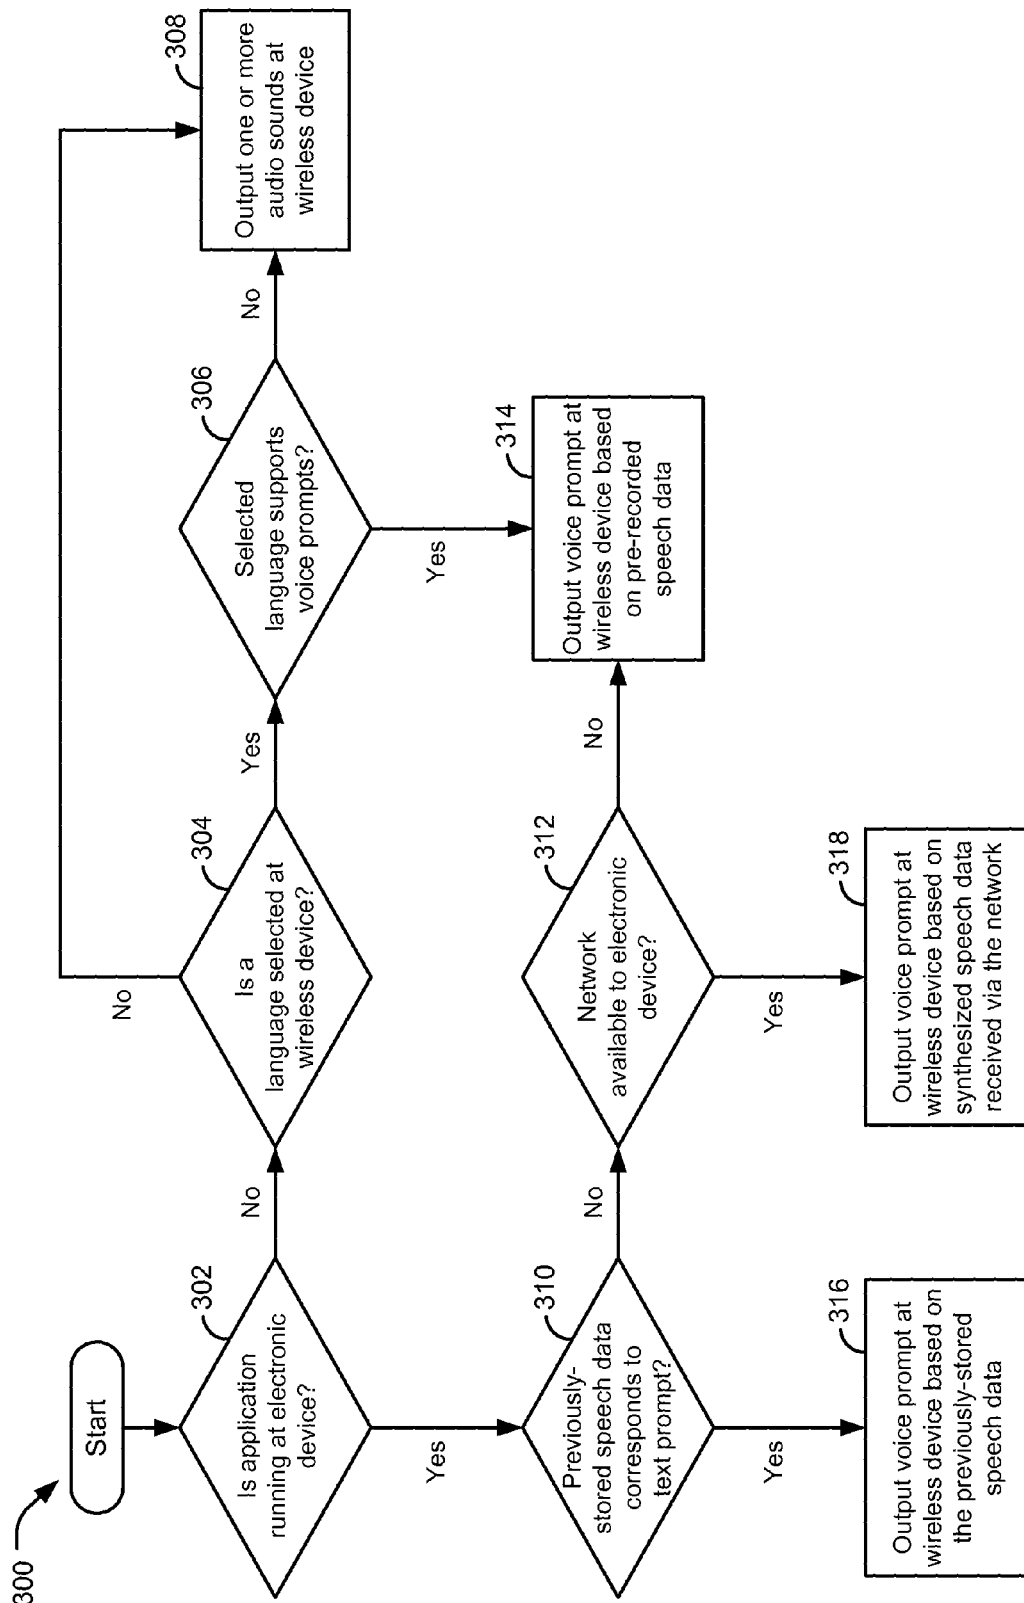 300
Start
302
Is application
running at electronic
device?
No
304
Is a
language selected at
wireless device?
No
Yes
306
Selected
language supports
voice prompts?
No
308
Output one or more
audio sounds at
wireless device
Yes
Yes
310
Previously-
stored speech data
corresponds to
text prompt?
No
312
Network
available to electronic
device?
No
314
Output voice prompt at
wireless device based
on pre-recorded
speech data
Yes
316
Output voice prompt at
wireless device based on
the previously-stored
speech data
Yes
318
Output voice prompt at
wireless device based on
synthesized speech data
received via the network